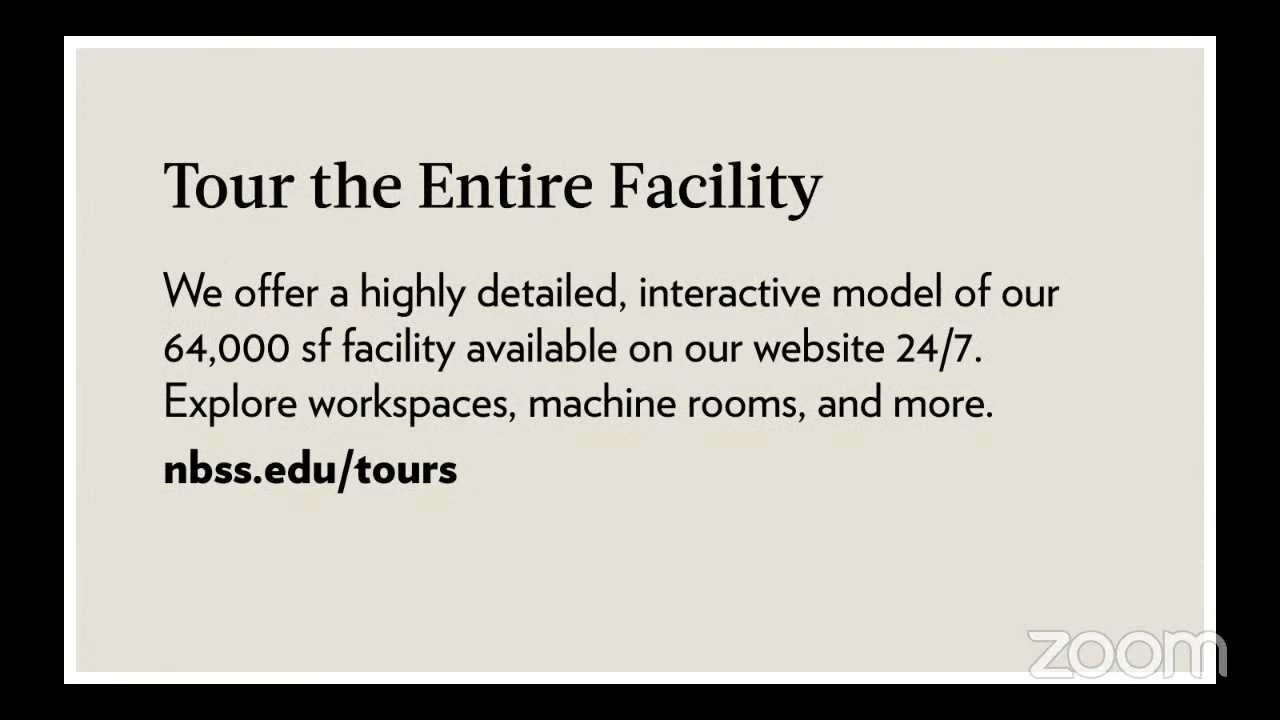 Tour the Entire Facility
We offer a highly detailed, interactive model of our
64,000 sf facility available on our website 24/7.
Explore workspaces, machine rooms, and more.
nbss.edu/tours
zoom